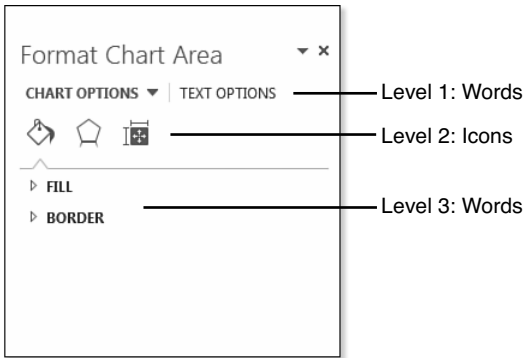 Format Chart Area
CHART OPTIONS TEXT OPTIONS
Level 1: Words
Level 2: Icons
FILL
BORDER
Level 3: Words